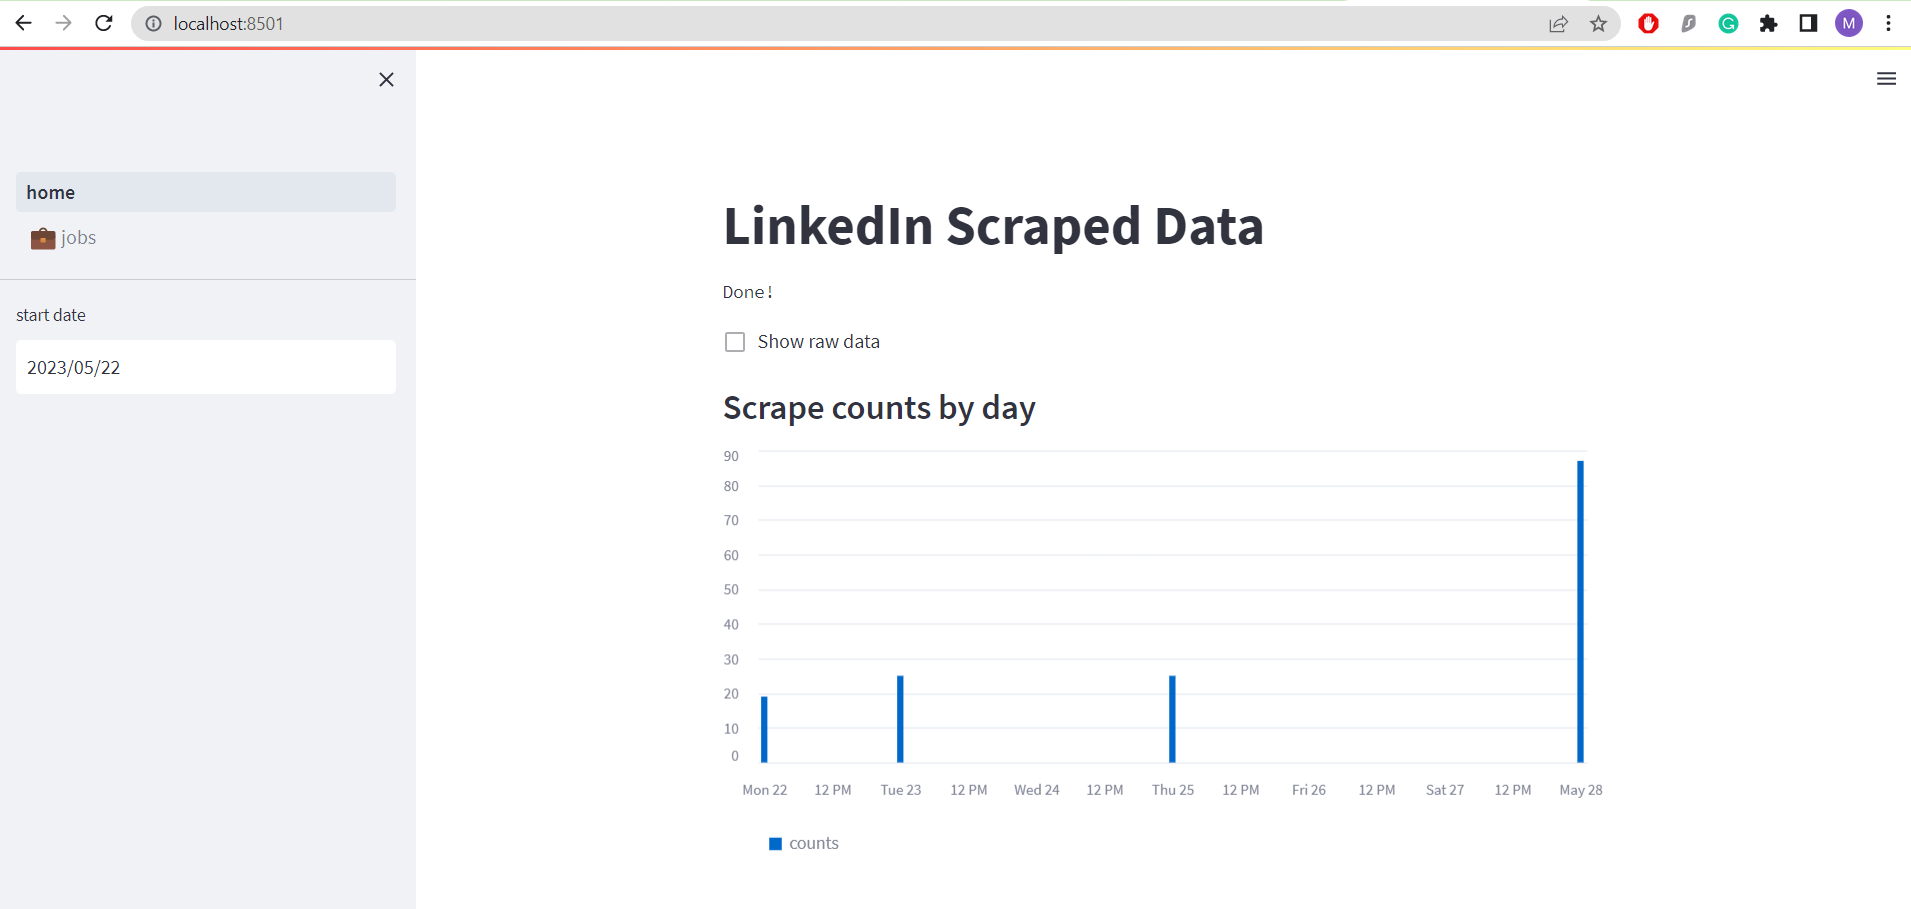 localhost:8501
M
home
jobs
start date
2023/05/22
LinkedIn Scraped Data
Done!
Show raw data
Scrape counts by day
90
80
70
60
50
40
30
20
10
0
Mon 22 12 PM Tue 23 12 PM Wed 24 12 PM Thu 25 12 PM Fri 26 12 PM Sat 27 12 PM May 28
counts